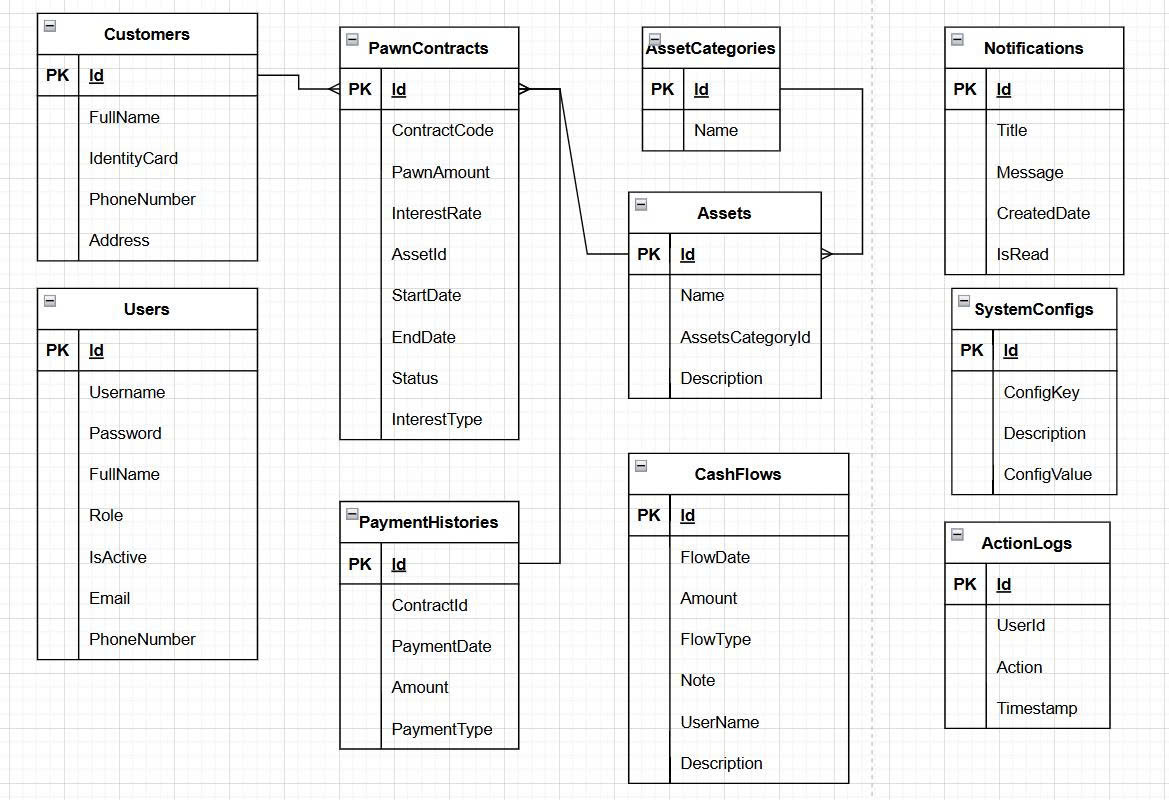 Customers
PK Id
FullName
IdentityCard
PhoneNumber
Address
Users
PK Id
Username
Password
FullName
Role
IsActive
Email
PhoneNumber
PawnContracts
PK Id
ContractCode
PawnAmount
InterestRate
AssetId
StartDate
EndDate
Status
InterestType
PaymentHistories
PK Id
ContractId
PaymentDate
Amount
PaymentType
AssetCategories
PK Id
Name
Assets
PK Id
Name
AssetsCategoryId
Description
CashFlows
PK Id
FlowDate
Amount
FlowType
Note
UserName
Description
Notifications
PK Id
Title
Message
CreatedDate
IsRead
SystemConfigs
PK Id
ConfigKey
Description
ConfigValue
ActionLogs
PK Id
UserId
Action
Timestamp